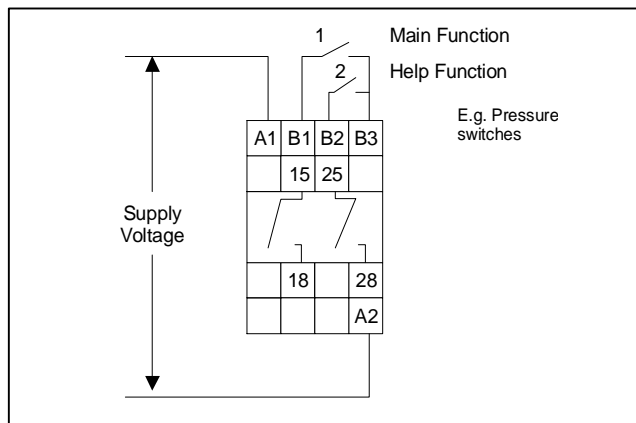 1 Main Function
2 Help Function
E.g. Pressure
switches
A1 B1 B2 B3
15 25
Supply
Voltage
18 28
A2